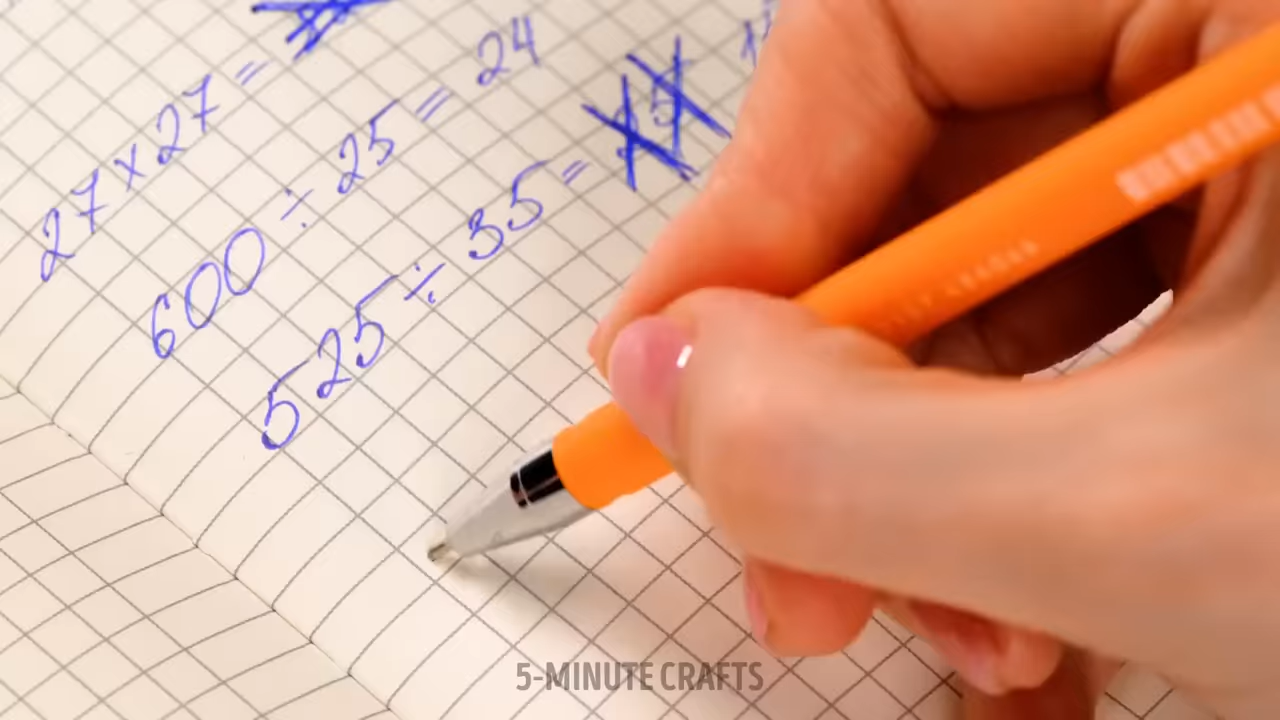 27 x 27 =
600 ÷ 25 = 24
525 ÷ 35 =
5-MINUTE CRAFTS